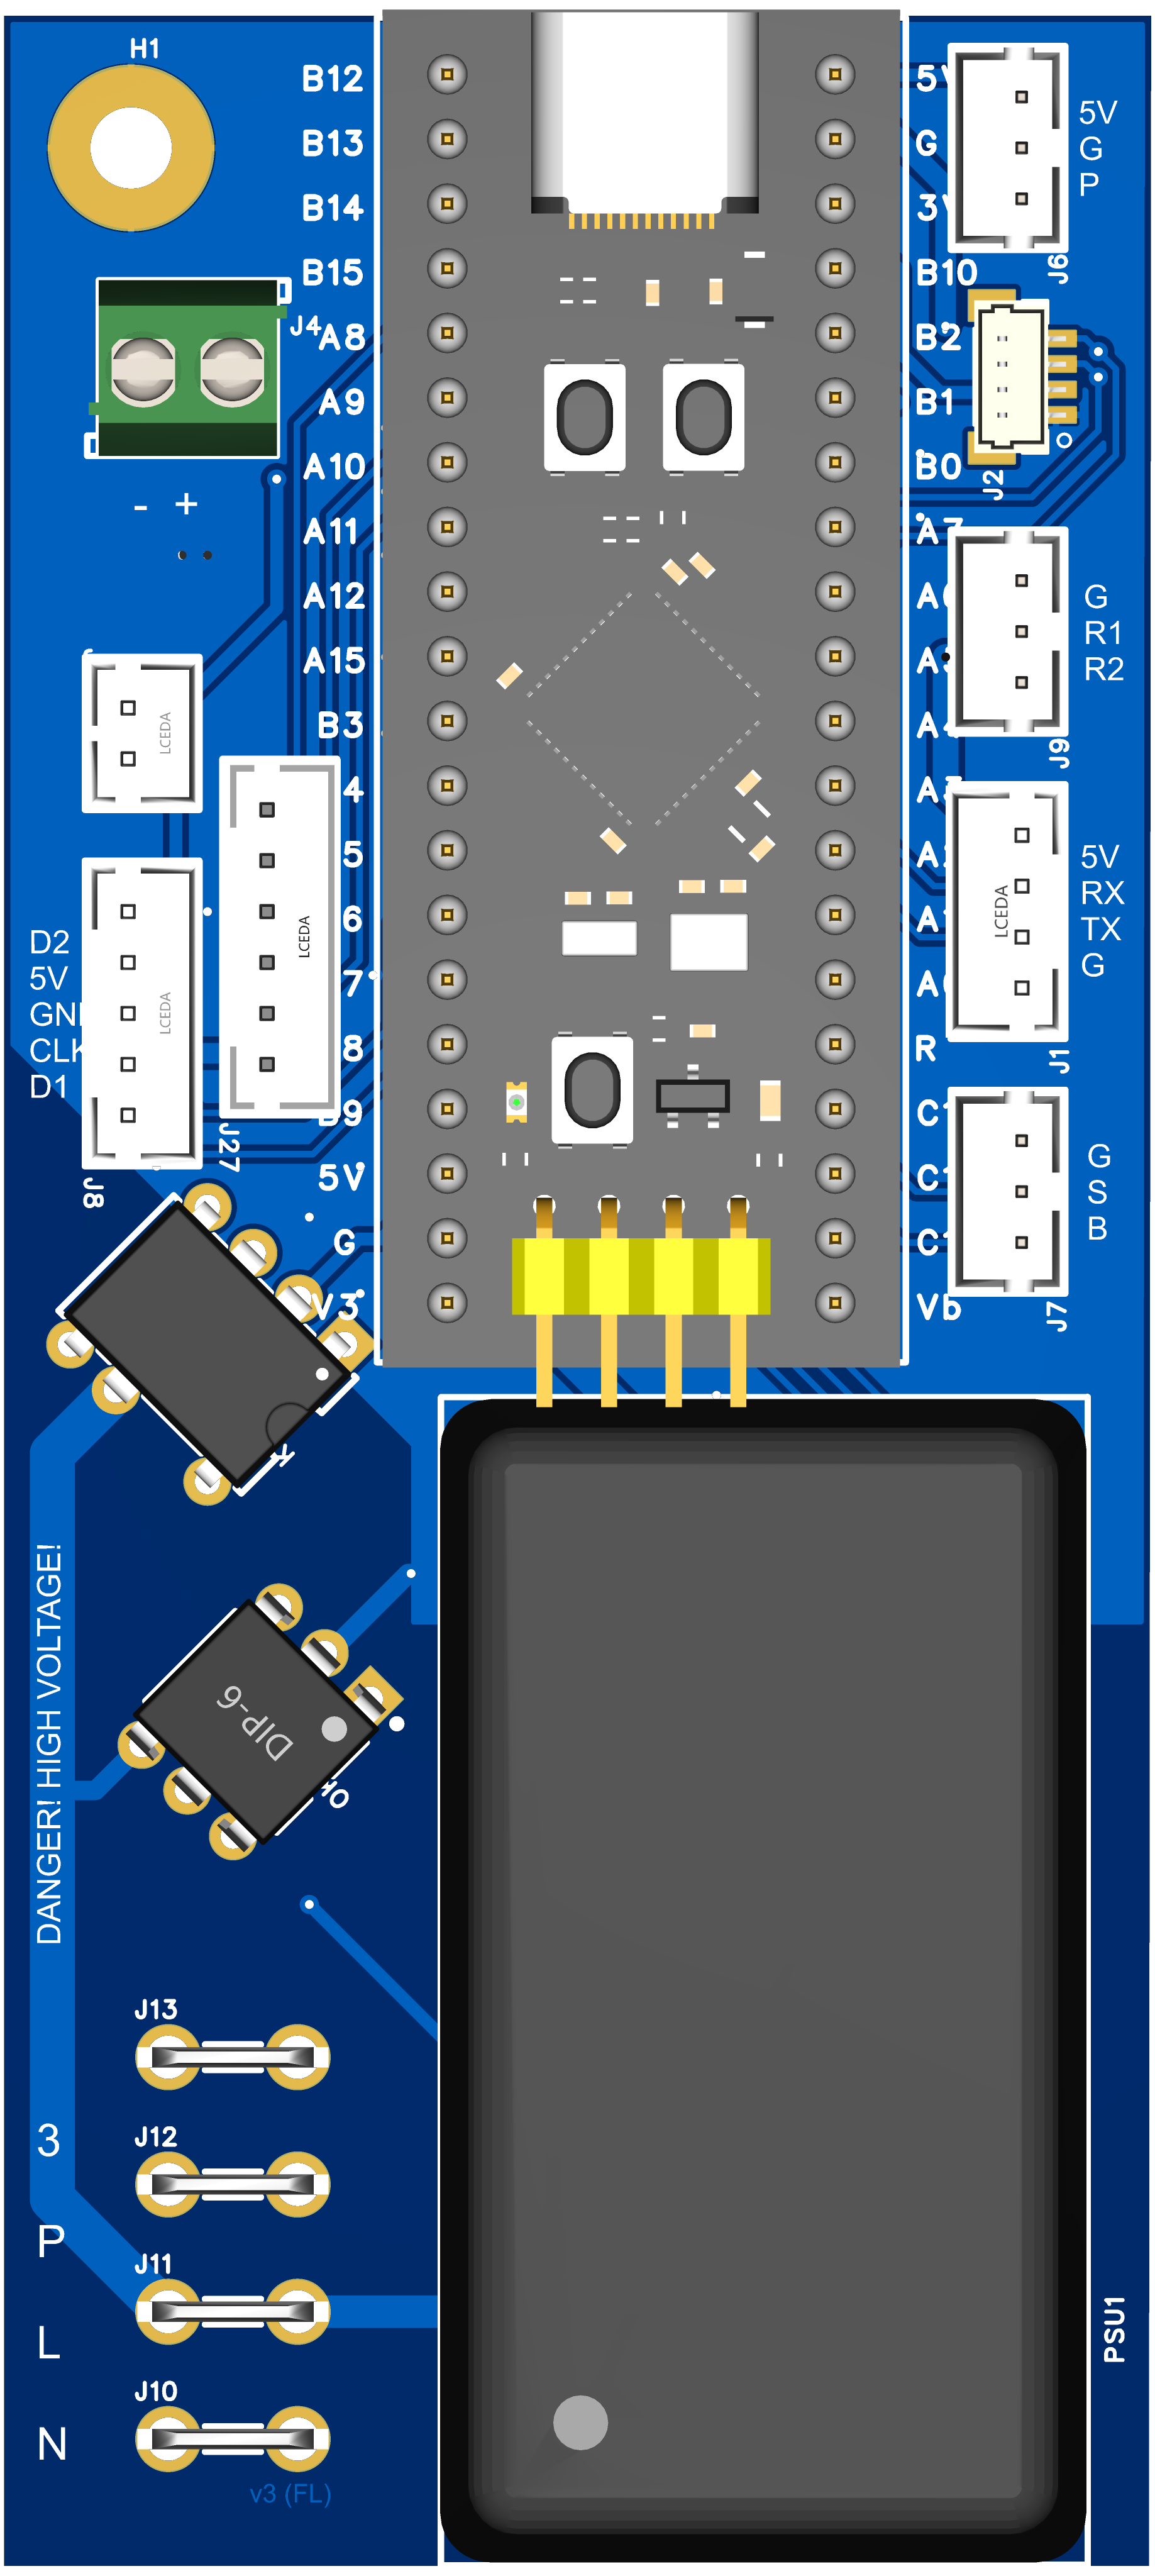 H1
B12
B13
B14
B15
J4
A8
A9
A10
A11
A12
A15
B3
4
5
6
7
8
B9
5V
G
V3
- +
LCEDA
LCEDA
D2
5V
CLK
D1
LCEDA
J27
J8
G
3V
B10
B2
B1
B0
A7
R
Vb
5V
G
P
J6
J2
G
R1
R2
J9
5V
RX
TX
G
LCEDA
J1
G
S
B
J7
DANGER! HIGH VOLTAGE!
DIP-6
J13
J12
J11
J10
3
P
L
N
v3 (FL)
PSU1